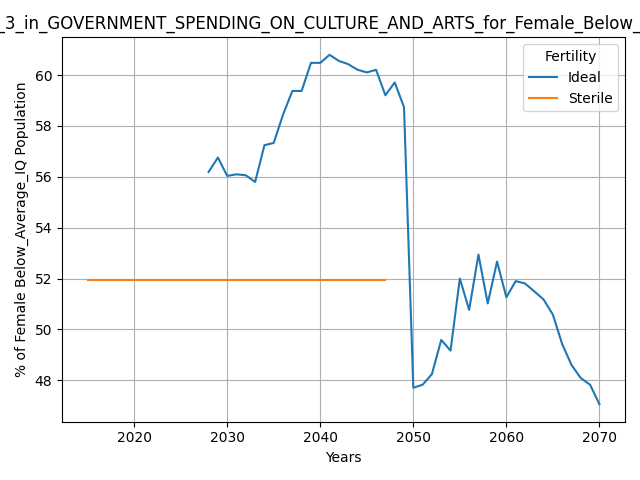 _3_in_GOVERNMENT_SPENDING_ON_CULTURE_AND_ARTS_for_Female_Below_
Fertility
Ideal
Sterile
% of Female Below_Average_IQ Population
60
58
56
54
52
50
48
2020 2030 2040 2050 2060 2070
Years